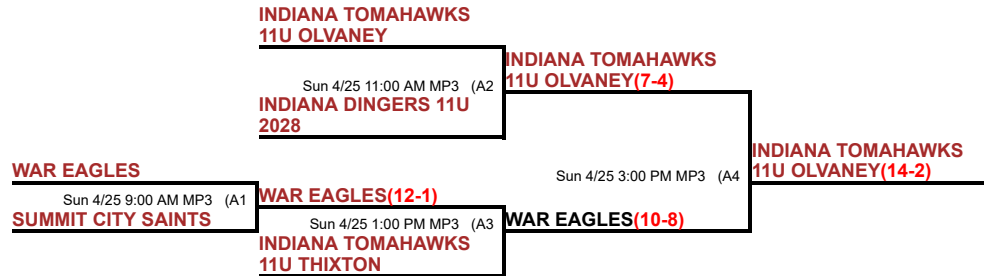 INDIANA TOMAHAWKS
11U OLVANEY
INDIANA TOMAHAWKS
Sun 4/25 11:00 AM MP3 (A2
11U OLVANEY(7-4)
INDIANA DINGERS 11U
2028
INDIANA TOMAHAWKS
WAR EAGLES
Sun 4/25 3:00 PM MP3 (A4
11U OLVANEY(14-2)
Sun 4/25 9:00 AM MP3 (A1
WAR EAGLES(12-1)
SUMMIT CITY SAINTS
Sun 4/25 1:00 PM MP3 (A3
WAR EAGLES(10-8)
INDIANA TOMAHAWKS
11U THIXTON